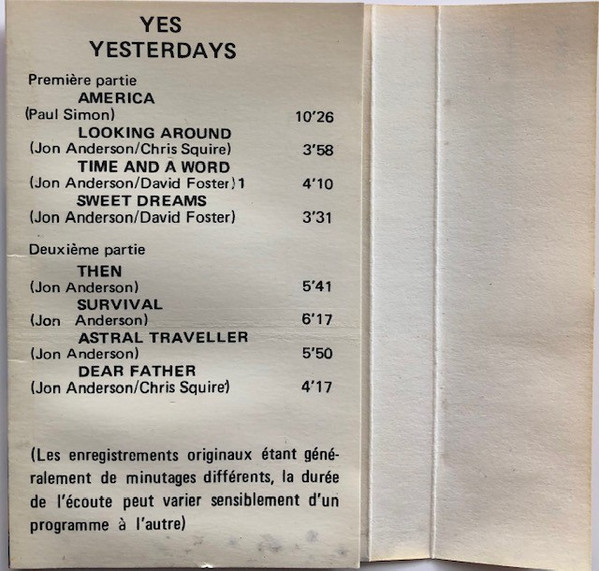 YES
YESTERDAYS
Première partie
AMERICA
(Paul Simon) 10'26
LOOKING AROUND
(Jon Anderson/Chris Squire) 3'58
TIME AND A WORD
(Jon Anderson/David Foster)1 4'10
SWEET DREAMS
(Jon Anderson/David Foster) 3'31
Deuxième partie
THEN
(Jon Anderson) 5'41
SURVIVAL
(Jon Anderson) 6'17
ASTRAL TRAVELLER
(Jon Anderson) 5'50
DEAR FATHER
(Jon Anderson/Chris Squire') 4'17
(Les enregistrements originaux étant géné-
ralement de minutages différents, la durée
de l'écoute peut varier sensiblement d'un
programme à l'autre)